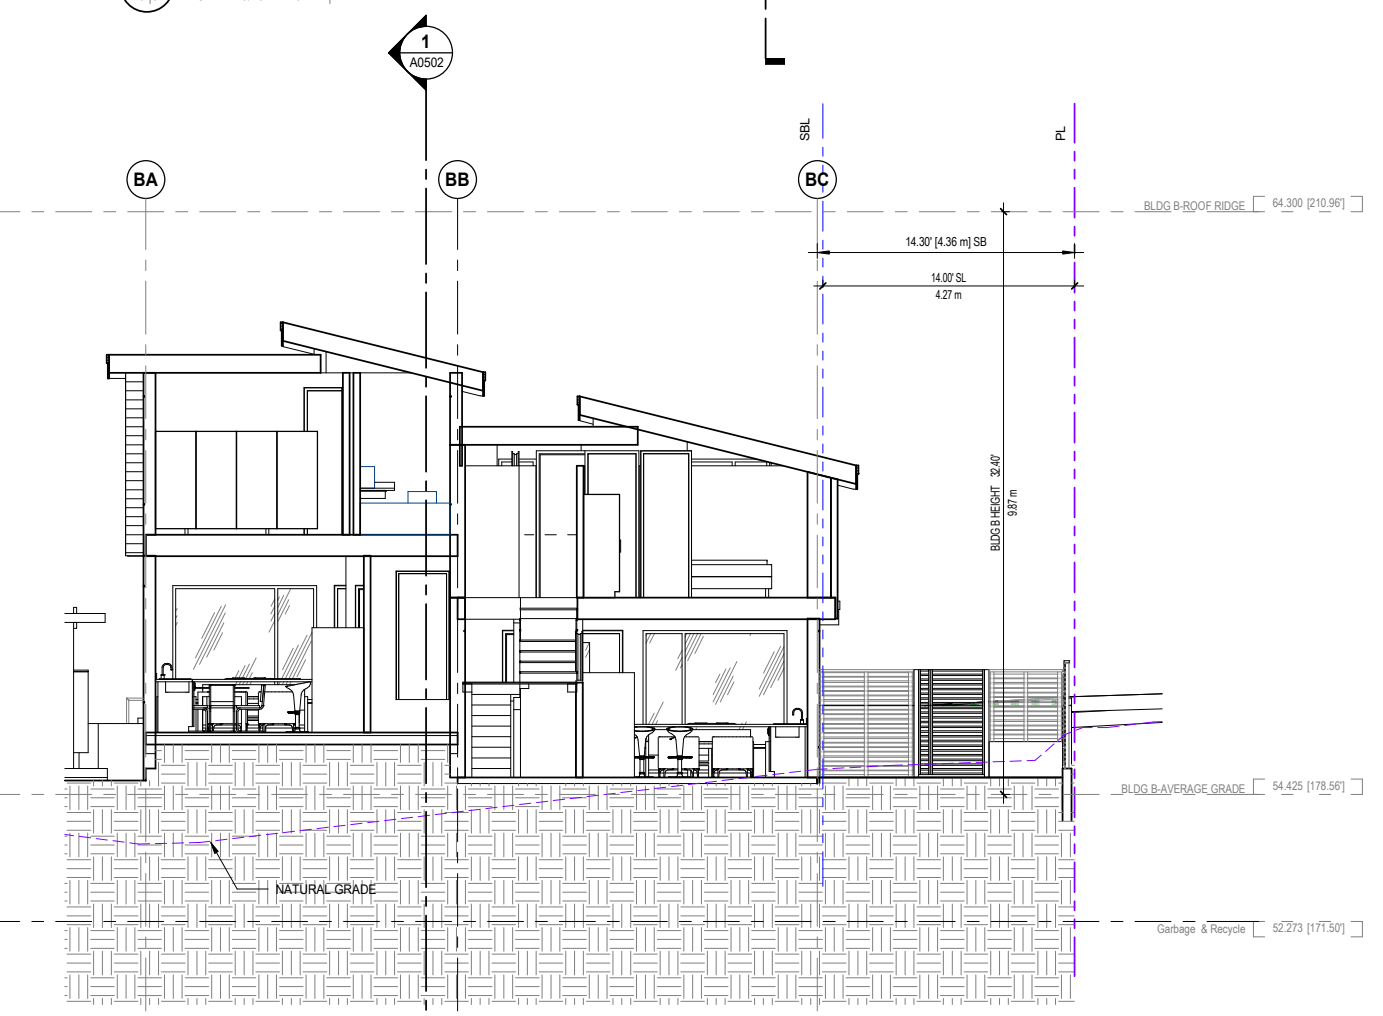 1
A0502
SBL
PL
BA
BB
BC
BLDG B-ROOF RIDGE
64.300 [210.96']
14.30' [4.36 m] SB
14.00' SL
4.27 m
BLDG B HEIGHT 32.40'
9.87 m
BLDG B-AVERAGE GRADE
54.425 [178.56']
NATURAL GRADE
Garbage & Recycle
52.273 [171.50']